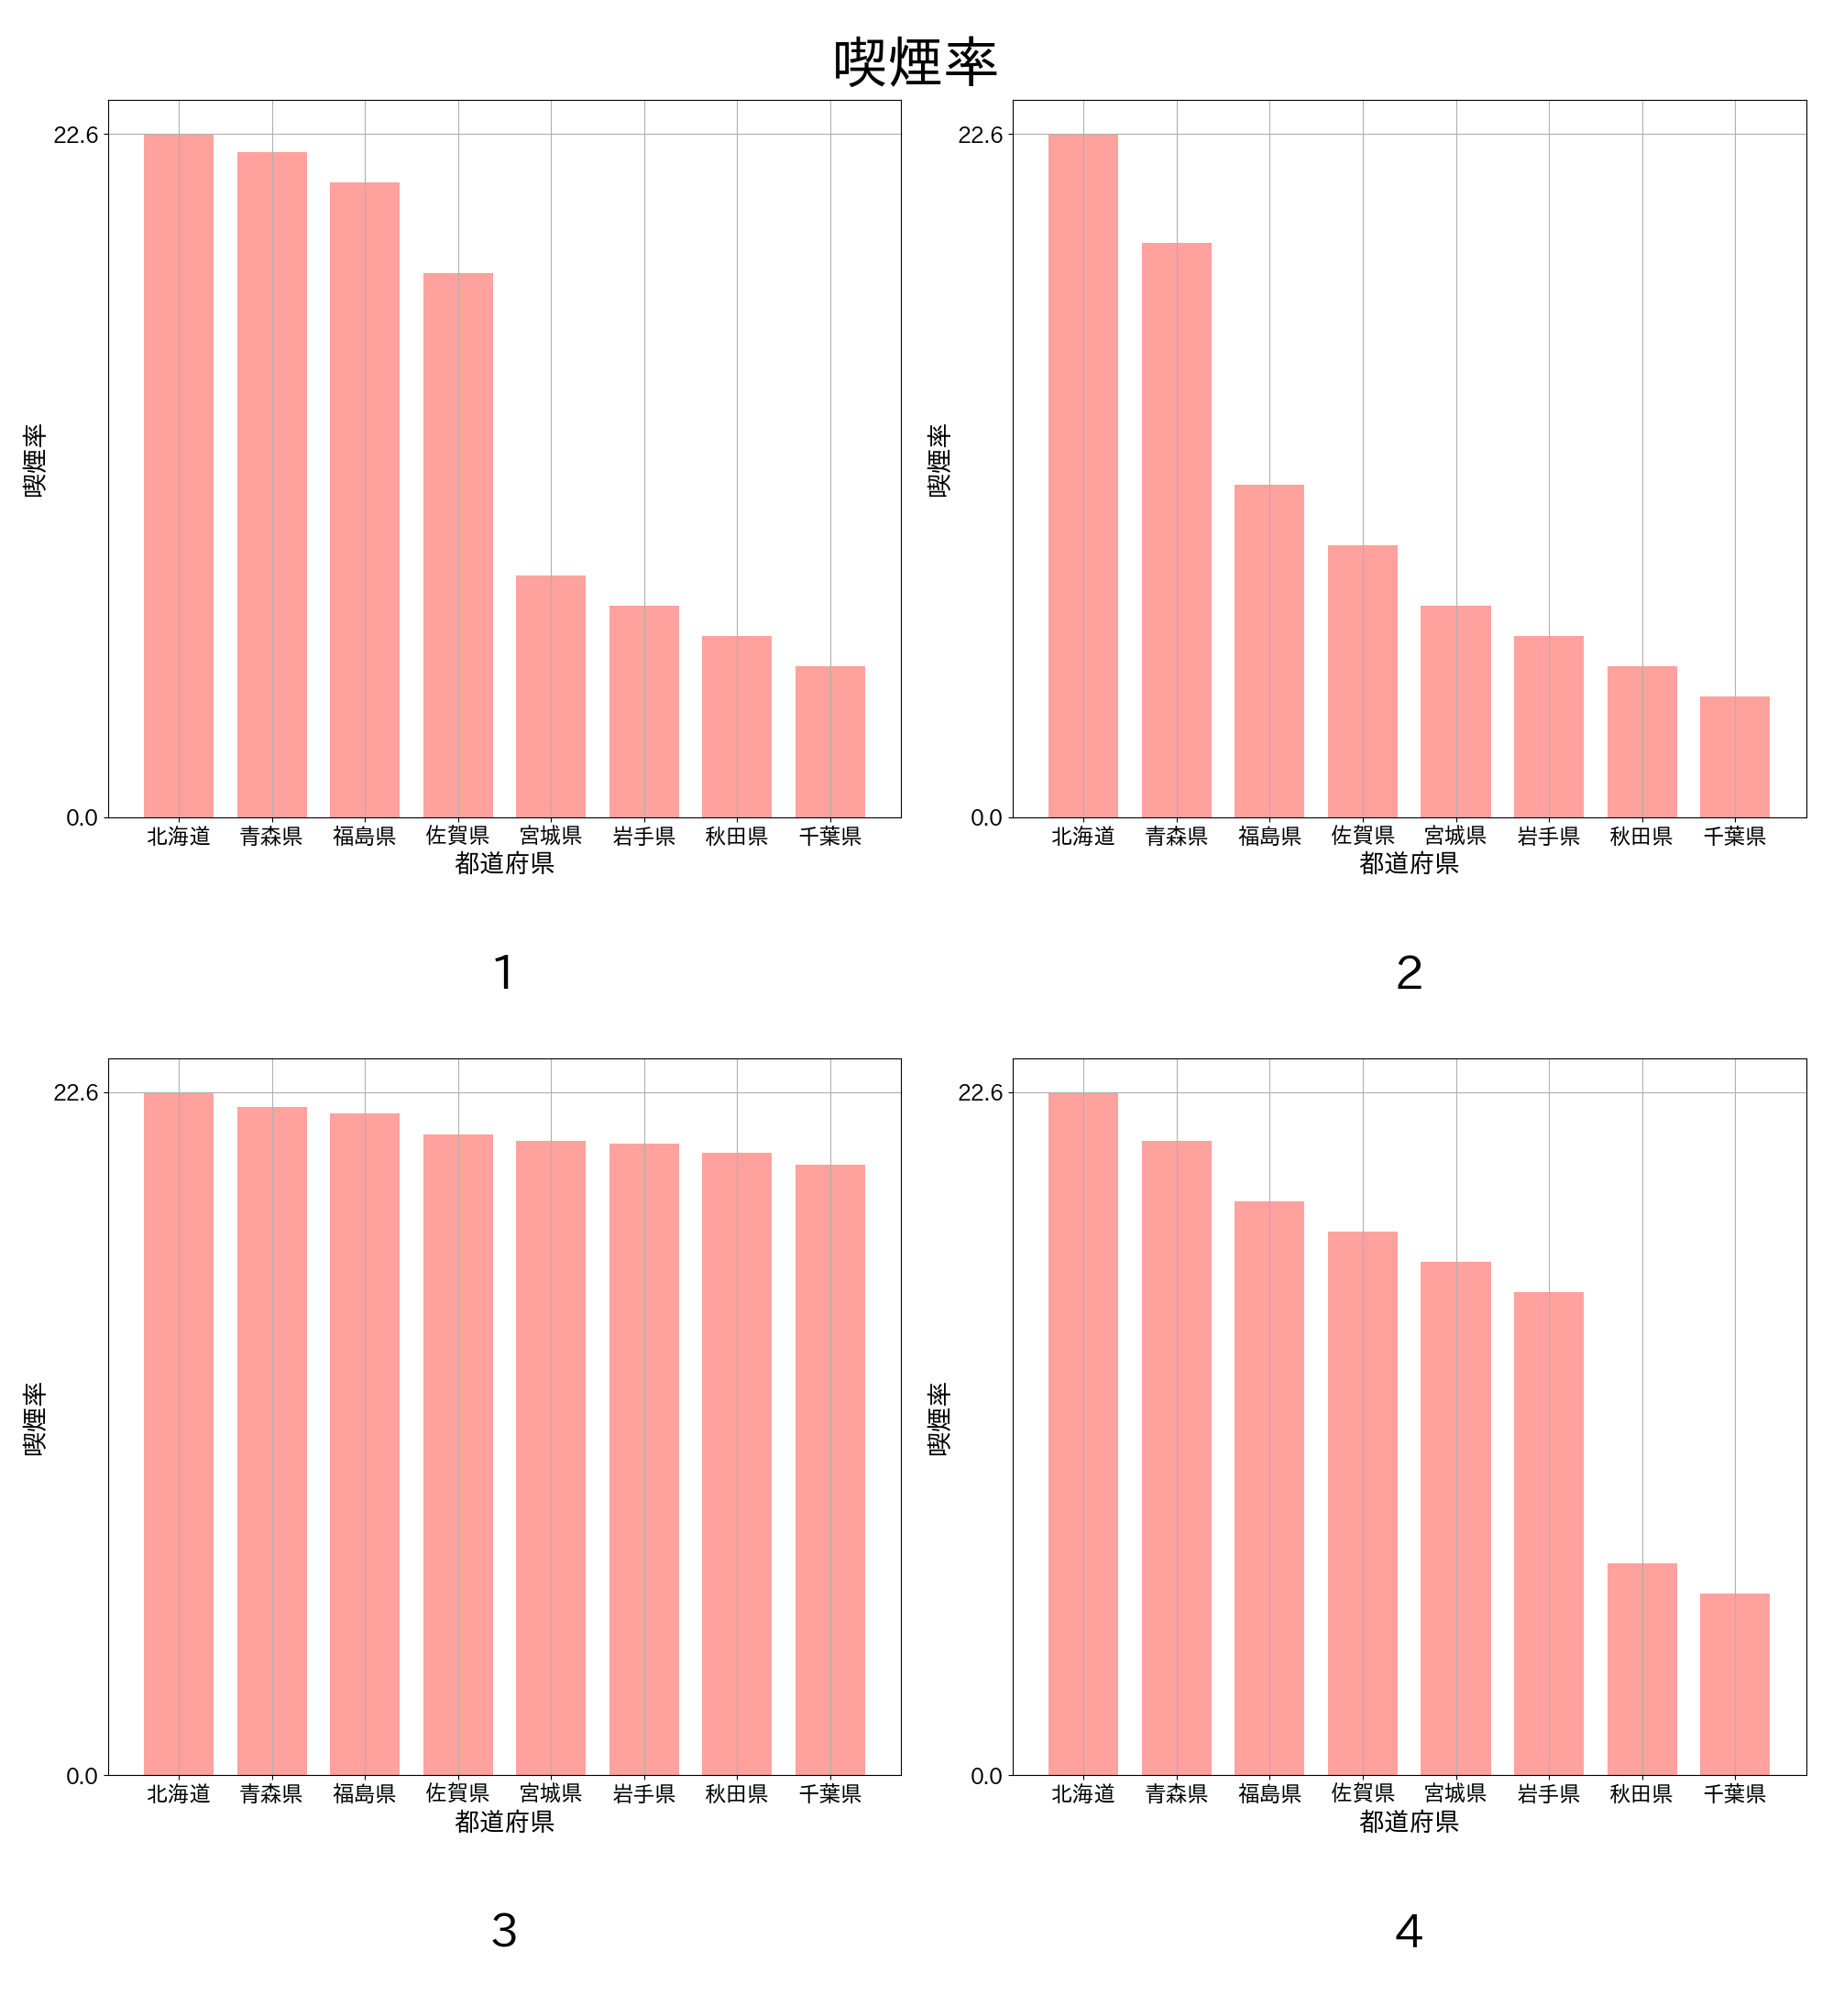 喫煙率
22.6
喫煙率
0.0
北海道 青森県 福島県 佐賀県 宮城県 岩手県 秋田県 千葉県
都道府県
1
22.6
喫煙率
0.0
北海道 青森県 福島県 佐賀県 宮城県 岩手県 秋田県 千葉県
都道府県
2
22.6
喫煙率
0.0
北海道 青森県 福島県 佐賀県 宮城県 岩手県 秋田県 千葉県
都道府県
3
22.6
喫煙率
0.0
北海道 青森県 福島県 佐賀県 宮城県 岩手県 秋田県 千葉県
都道府県
4